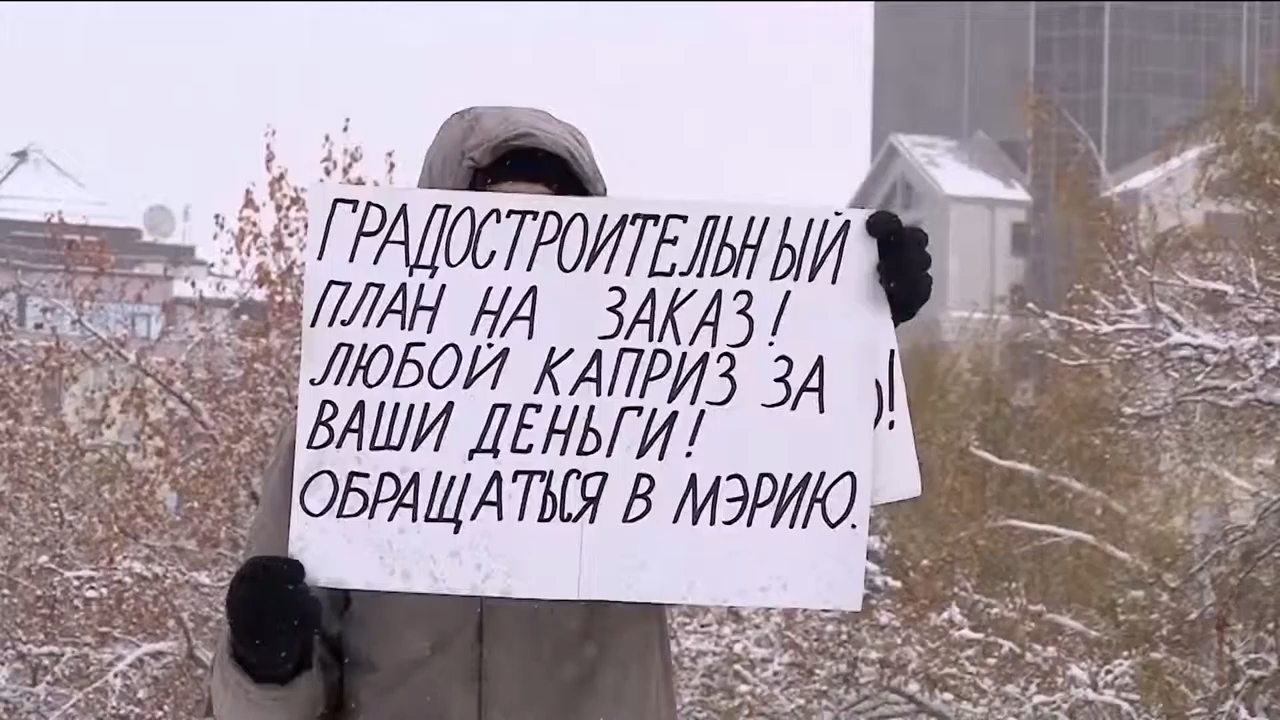 ГРАДОСТРОИТЕЛЬНЫЙ
ПЛАН НА ЗАКАЗ!
ЛЮБОЙ КАПРИЗ ЗА
ВАШИ ДЕНЬГИ!
ОБРАЩАТЬСЯ В МЭРИЮ.